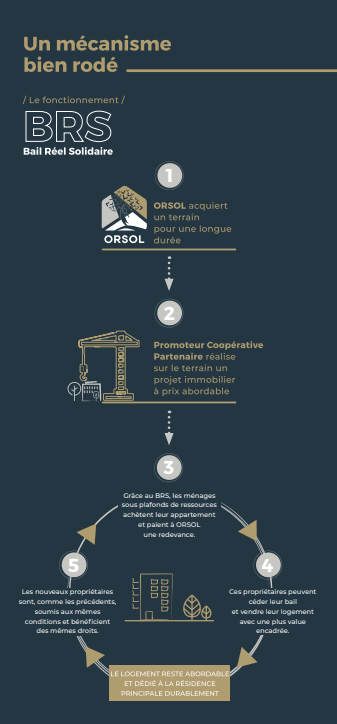 Un mécanisme
bien rodé
/ Le fonctionnement /
BRS
Bail Réel Solidaire
1
ORSOL
ORSOL acquiert
un terrain
pour une longue
durée
2
Promoteur Coopérative
Partenaire réalise
sur le terrain un
projet immobilier
à prix abordable
3
Grâce au BRS, les ménages
sous plafonds de ressources
achètent leur appartement
et paient à ORSOL
une redevance.
4
Ces propriétaires peuvent
céder leur bail
et vendre leur logement
avec une plus value
encadrée.
5
Les nouveaux propriétaires
sont, comme les précédents,
soumis aux mêmes
conditions et bénéficient
des mêmes droits.
LE LOGEMENT RESTE ABORDABLE
ET DÉDIÉ À LA RÉSIDENCE
PRINCIPALE DURABLEMENT